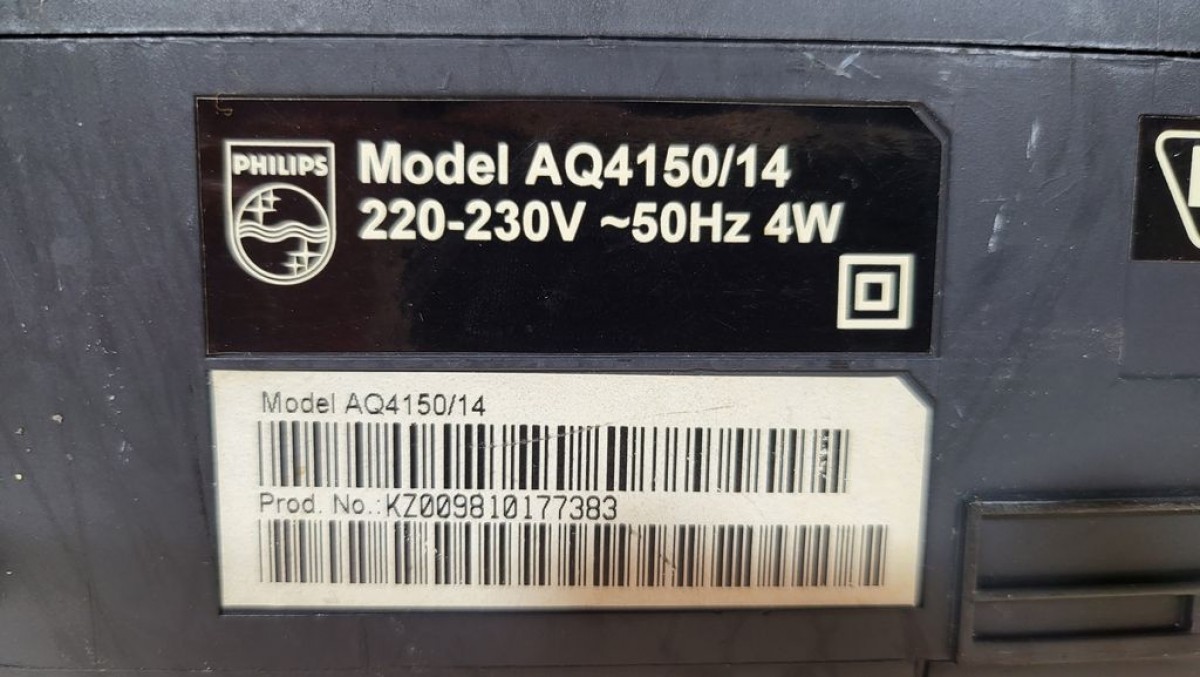 PHILIPS
Model AQ4150/14
220-230V ~50Hz 4W
Model AQ4150/14
Prod. No.:KZ009810177383